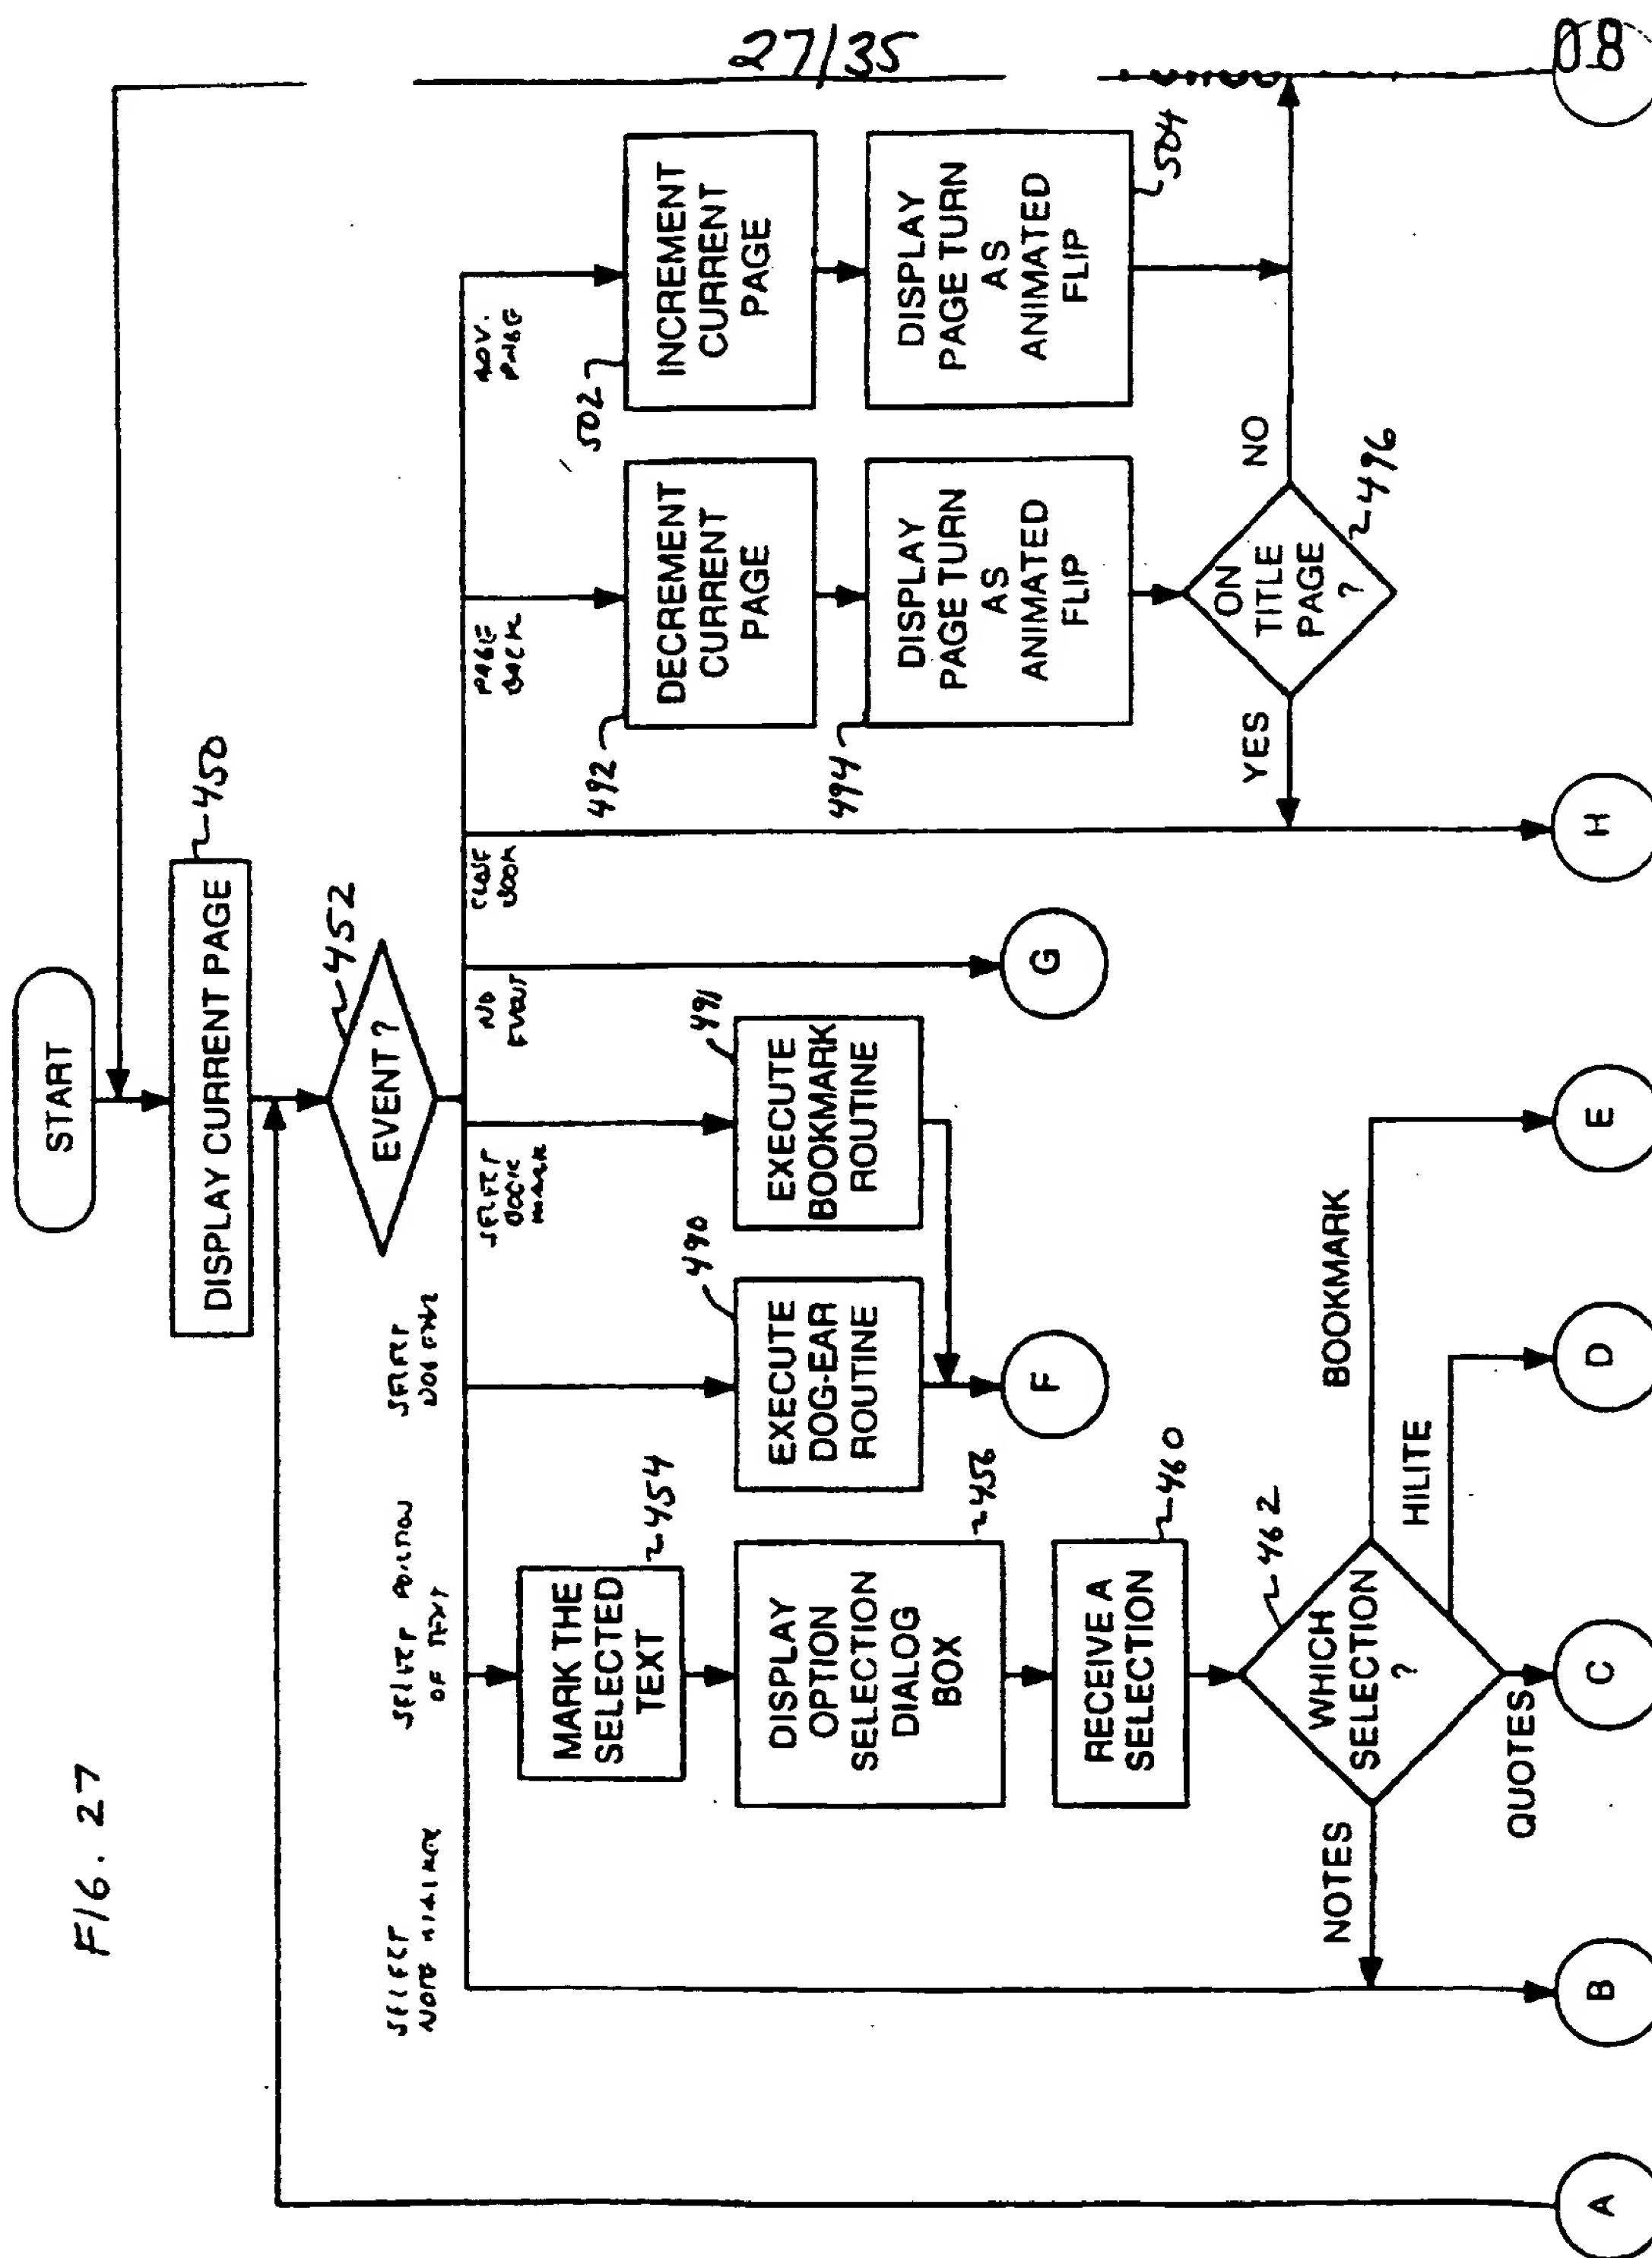 27/35
08
FIG. 27
START
DISPLAY CURRENT PAGE
450
EVENT?
452
SELECT
NOTE MARKER
SELECT PORTION
OF TEXT
SELECT
DOG EAR
SELECT
BOOK
MARK
NO
EVENT
CLOSE
BOOK
PAGE
BACK
ADV.
PAGE
MARK THE
SELECTED
TEXT
454
DISPLAY
OPTION
SELECTION
DIALOG
BOX
456
RECEIVE A
SELECTION
460
WHICH
SELECTION
?
462
NOTES
QUOTES
HILITE
BOOKMARK
EXECUTE
DOG-EAR
ROUTINE
490
EXECUTE
BOOKMARK
ROUTINE
491
F
G
DECREMENT
CURRENT
PAGE
492
DISPLAY
PAGE TURN
AS
ANIMATED
FLIP
494
ON
TITLE
PAGE
?
496
YES
NO
INCREMENT
CURRENT
PAGE
502
DISPLAY
PAGE TURN
AS
ANIMATED
FLIP
504
A
B
C
D
E
H